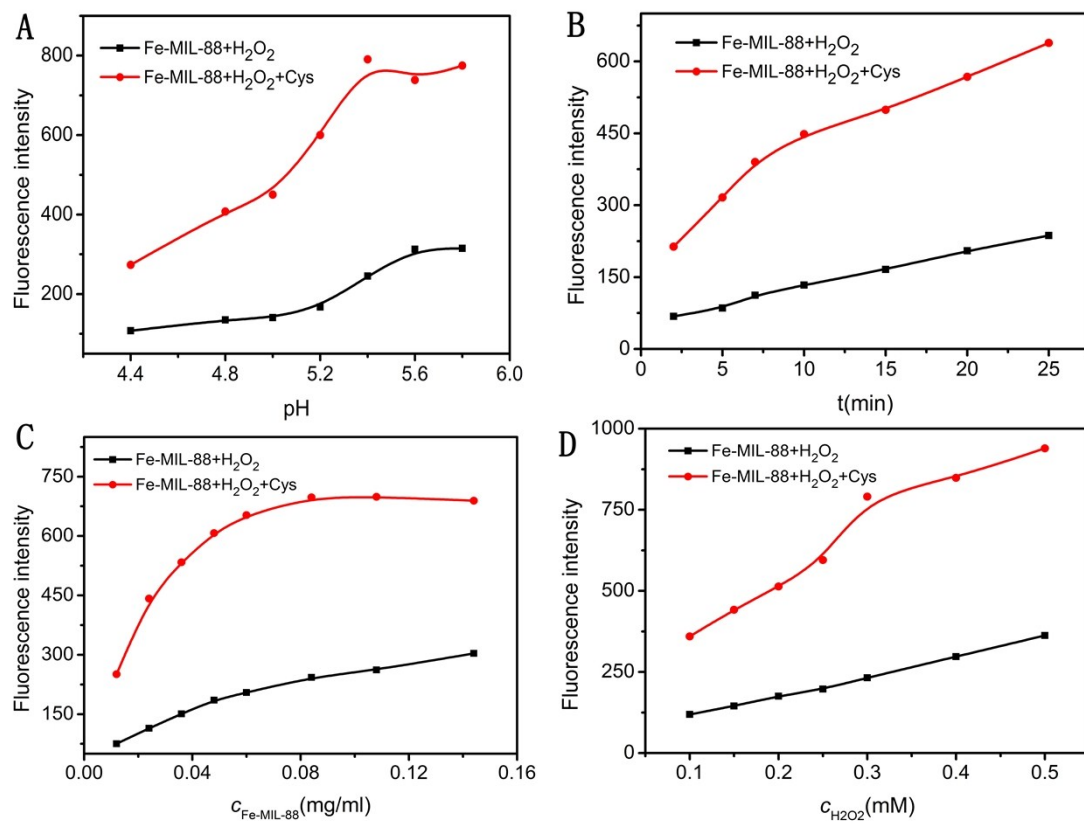 A
Fe-MIL-88+H₂O₂
Fe-MIL-88+H₂O₂+Cys
800
600
400
200
Fluorescence intensity
4.4 4.8 5.2 5.6 6.0
pH
B
Fe-MIL-88+H₂O₂
Fe-MIL-88+H₂O₂+Cys
600
450
300
150
0
Fluorescence intensity
0 5 10 15 20 25
t(min)
C
Fe-MIL-88+H₂O₂
Fe-MIL-88+H₂O₂+Cys
750
600
450
300
150
Fluorescence intensity
0.00 0.04 0.08 0.12 0.16
c Fe-MIL-88(mg/ml)
D
Fe-MIL-88+H₂O₂
Fe-MIL-88+H₂O₂+Cys
1000
750
500
250
0
Fluorescence intensity
0.1 0.2 0.3 0.4 0.5
c H2O2(mM)